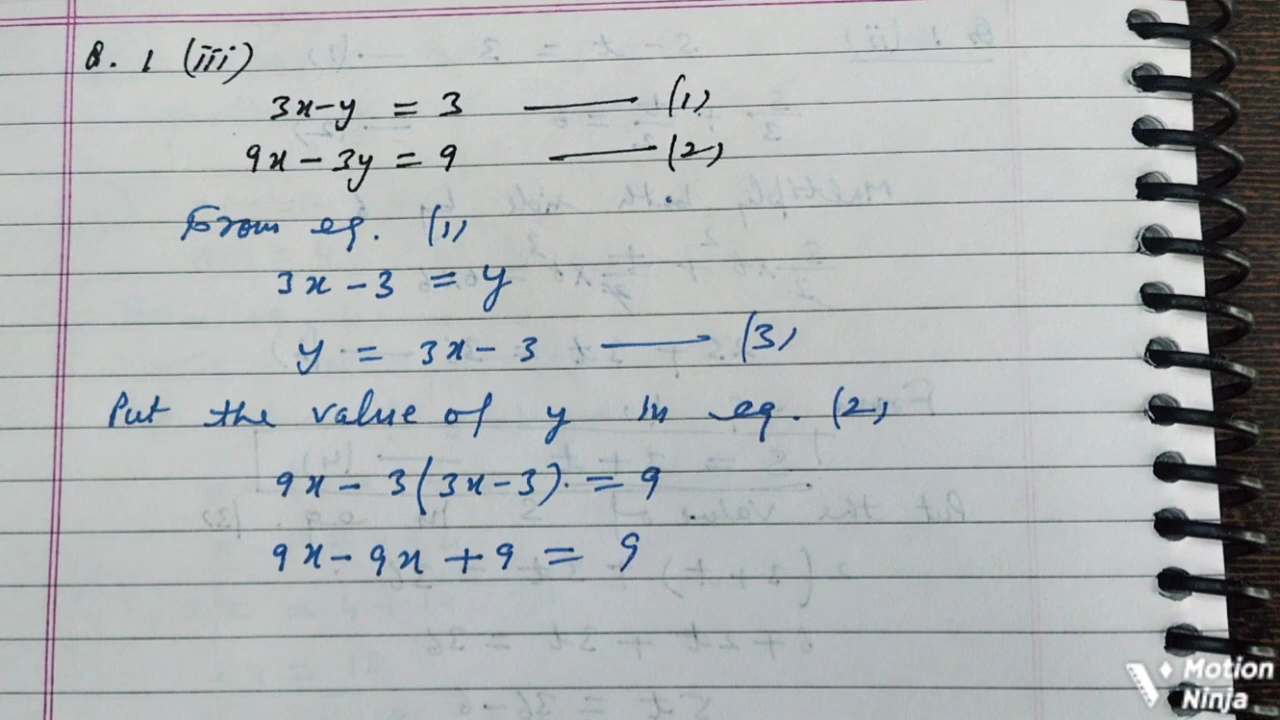 Q. 1 (iii)
3x - y = 3 —— (1)
9x - 3y = 9 —— (2)
From eq. (1)
3x - 3 = y
y = 3x - 3 —— (3)
Put the value of y in eq. (2)
9x - 3(3x-3) = 9
9x - 9x + 9 = 9
Motion
Ninja